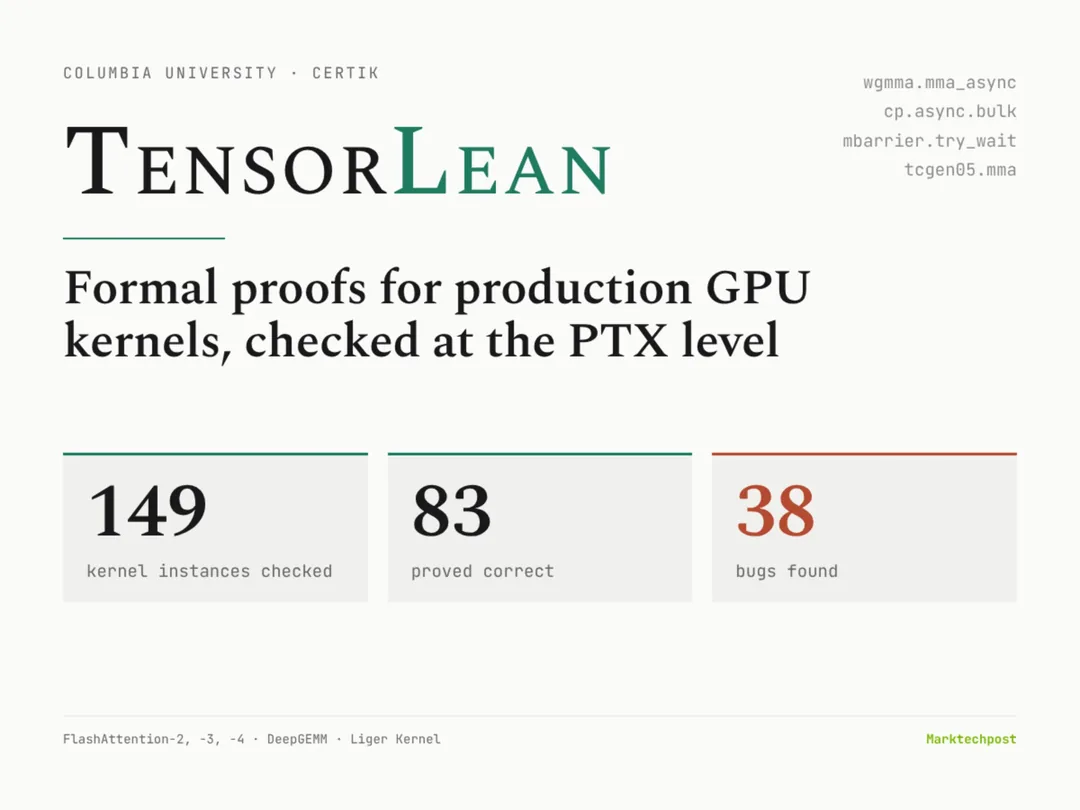 COLUMBIA UNIVERSITY · CERTIK
wgmma.mma_async
cp.async.bulk
mbarrier.try_wait
tcgen05.mma
TENSORLEAN
Formal proofs for production GPU
kernels, checked at the PTX level
149
kernel instances checked
83
proved correct
38
bugs found
FlashAttention-2, -3, -4 · DeepGEMM · Liger Kernel
Marktechpost